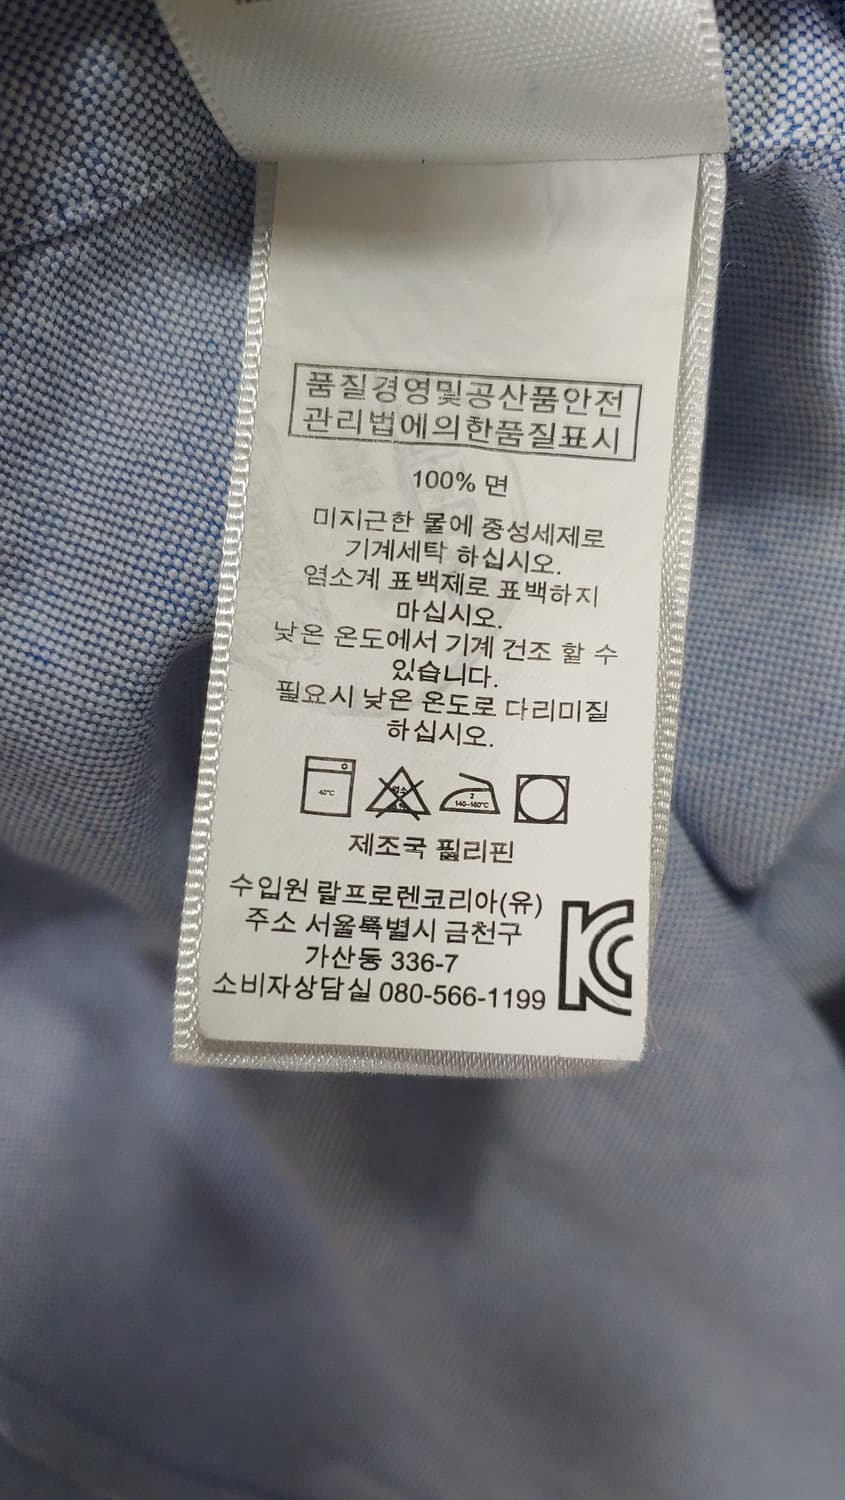 품질경영및공산품안전
관리법에의한품질표시
100% 면
미지근한 물에 중성세제로
기계세탁 하십시오.
염소계 표백제로 표백하지
마십시오.
낮은 온도에서 기계 건조 할 수
있습니다.
필요시 낮은 온도로 다리미질
하십시오.
40℃ 염소 2 140~160℃
제조국 필리핀
수입원 랄프로렌코리아(유)
주소 서울특별시 금천구
가산동 336-7
소비자상담실 080-566-1199
KC